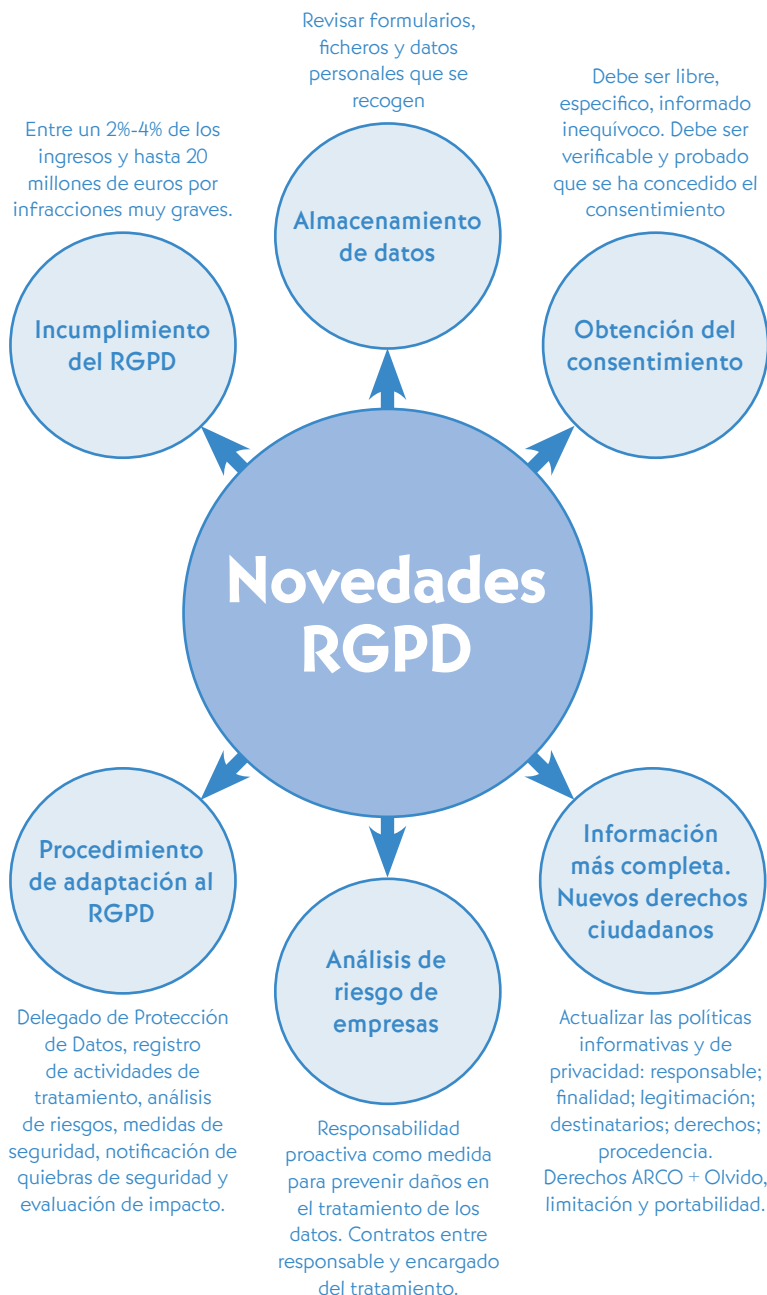 Revisar formularios,
ficheros y datos
personales que se
recogen
Almacenamiento
de datos
Debe ser libre,
especifico, informado
inequívoco. Debe ser
verificable y probado
que se ha concedido el
consentimiento
Obtención del
consentimiento
Entre un 2%-4% de los
ingresos y hasta 20
millones de euros por
infracciones muy graves.
Incumplimiento
del RGPD
Novedades
RGPD
Procedimiento
de adaptación al
RGPD
Delegado de Protección
de Datos, registro
de actividades de
tratamiento, análisis
de riesgos, medidas de
seguridad, notificación de
quiebras de seguridad y
evaluación de impacto.
Análisis de
riesgo de
empresas
Responsabilidad
proactiva como medida
para prevenir daños en
el tratamiento de los
datos. Contratos entre
responsable y encargado
del tratamiento.
Información
más completa.
Nuevos derechos
ciudadanos
Actualizar las políticas
informativas y de
privacidad: responsable;
finalidad; legitimación;
destinatarios; derechos;
procedencia.
Derechos ARCO + Olvido,
limitación y portabilidad.